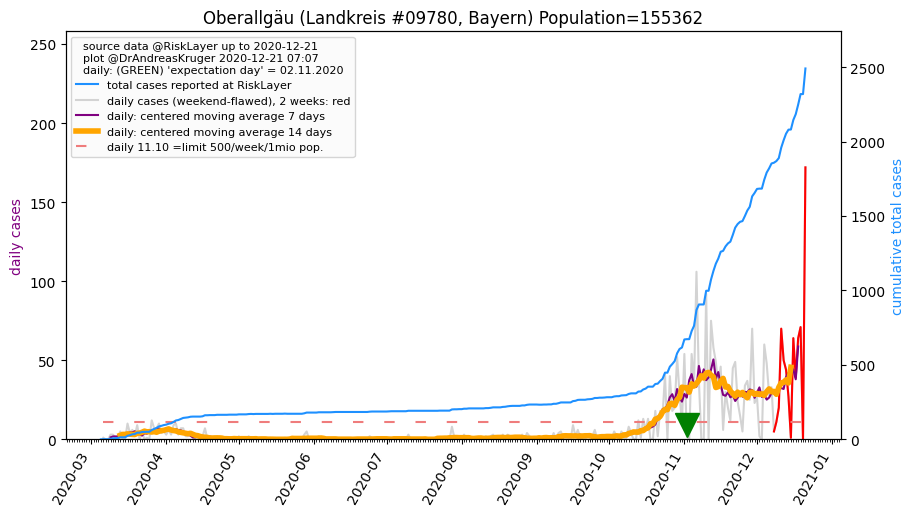 Oberallgäu (Landkreis #09780, Bayern) Population=155362
source data @RiskLayer up to 2020-12-21
plot @DrAndreasKruger 2020-12-21 07:07
daily: (GREEN) 'expectation day' = 02.11.2020
total cases reported at RiskLayer
daily cases (weekend-flawed), 2 weeks: red
daily: centered moving average 7 days
daily: centered moving average 14 days
daily 11.10 =limit 500/week/1mio pop.
daily cases
250
200
150
100
50
0
cumulative total cases
2500
2000
1500
1000
500
0
2020-03
2020-04
2020-05
2020-06
2020-07
2020-08
2020-09
2020-10
2020-11
2020-12
2021-01